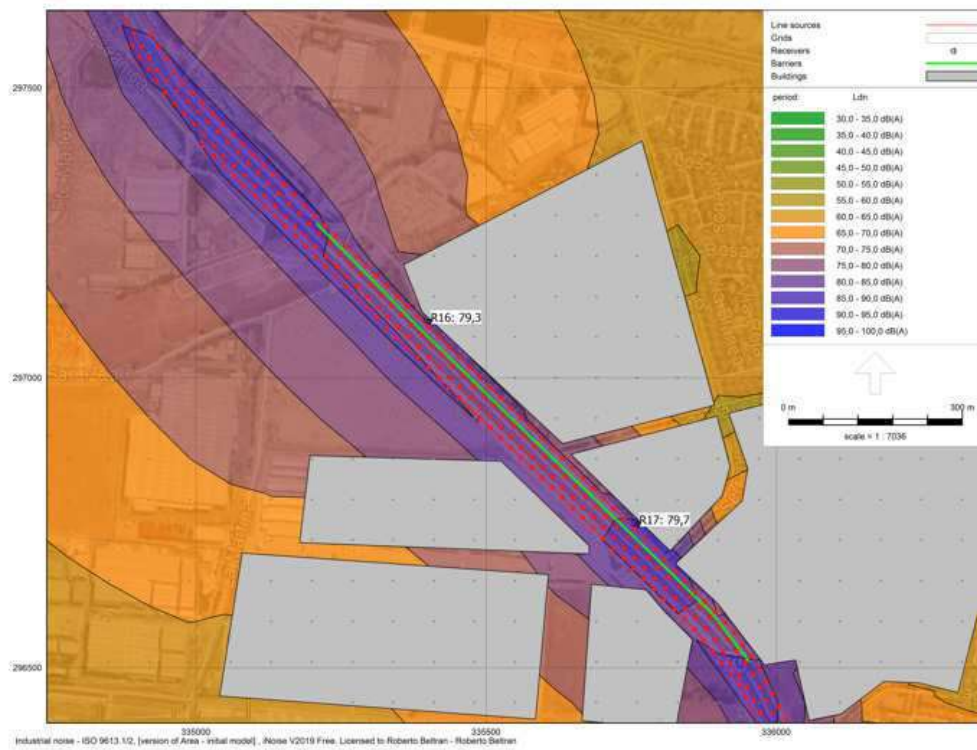 Line sources
Grids
Receivers
Barriers
Buildings
period: Ldn
30,0 - 35,0 dB(A)
35,0 - 40,0 dB(A)
40,0 - 45,0 dB(A)
45,0 - 50,0 dB(A)
50,0 - 55,0 dB(A)
55,0 - 60,0 dB(A)
60,0 - 65,0 dB(A)
65,0 - 70,0 dB(A)
70,0 - 75,0 dB(A)
75,0 - 80,0 dB(A)
80,0 - 85,0 dB(A)
85,0 - 90,0 dB(A)
90,0 - 95,0 dB(A)
95,0 - 100,0 dB(A)
0 m 300 m
scale = 1 : 7036
297500
R16: 79,3
297000
R17: 79,7
296500
335000 335500 336000
Industrial noise - ISO 9613.1/2, [version of Area - initial model] , iNoise V2019 Free. Licensed to Roberto Beltran - Roberto Beltran